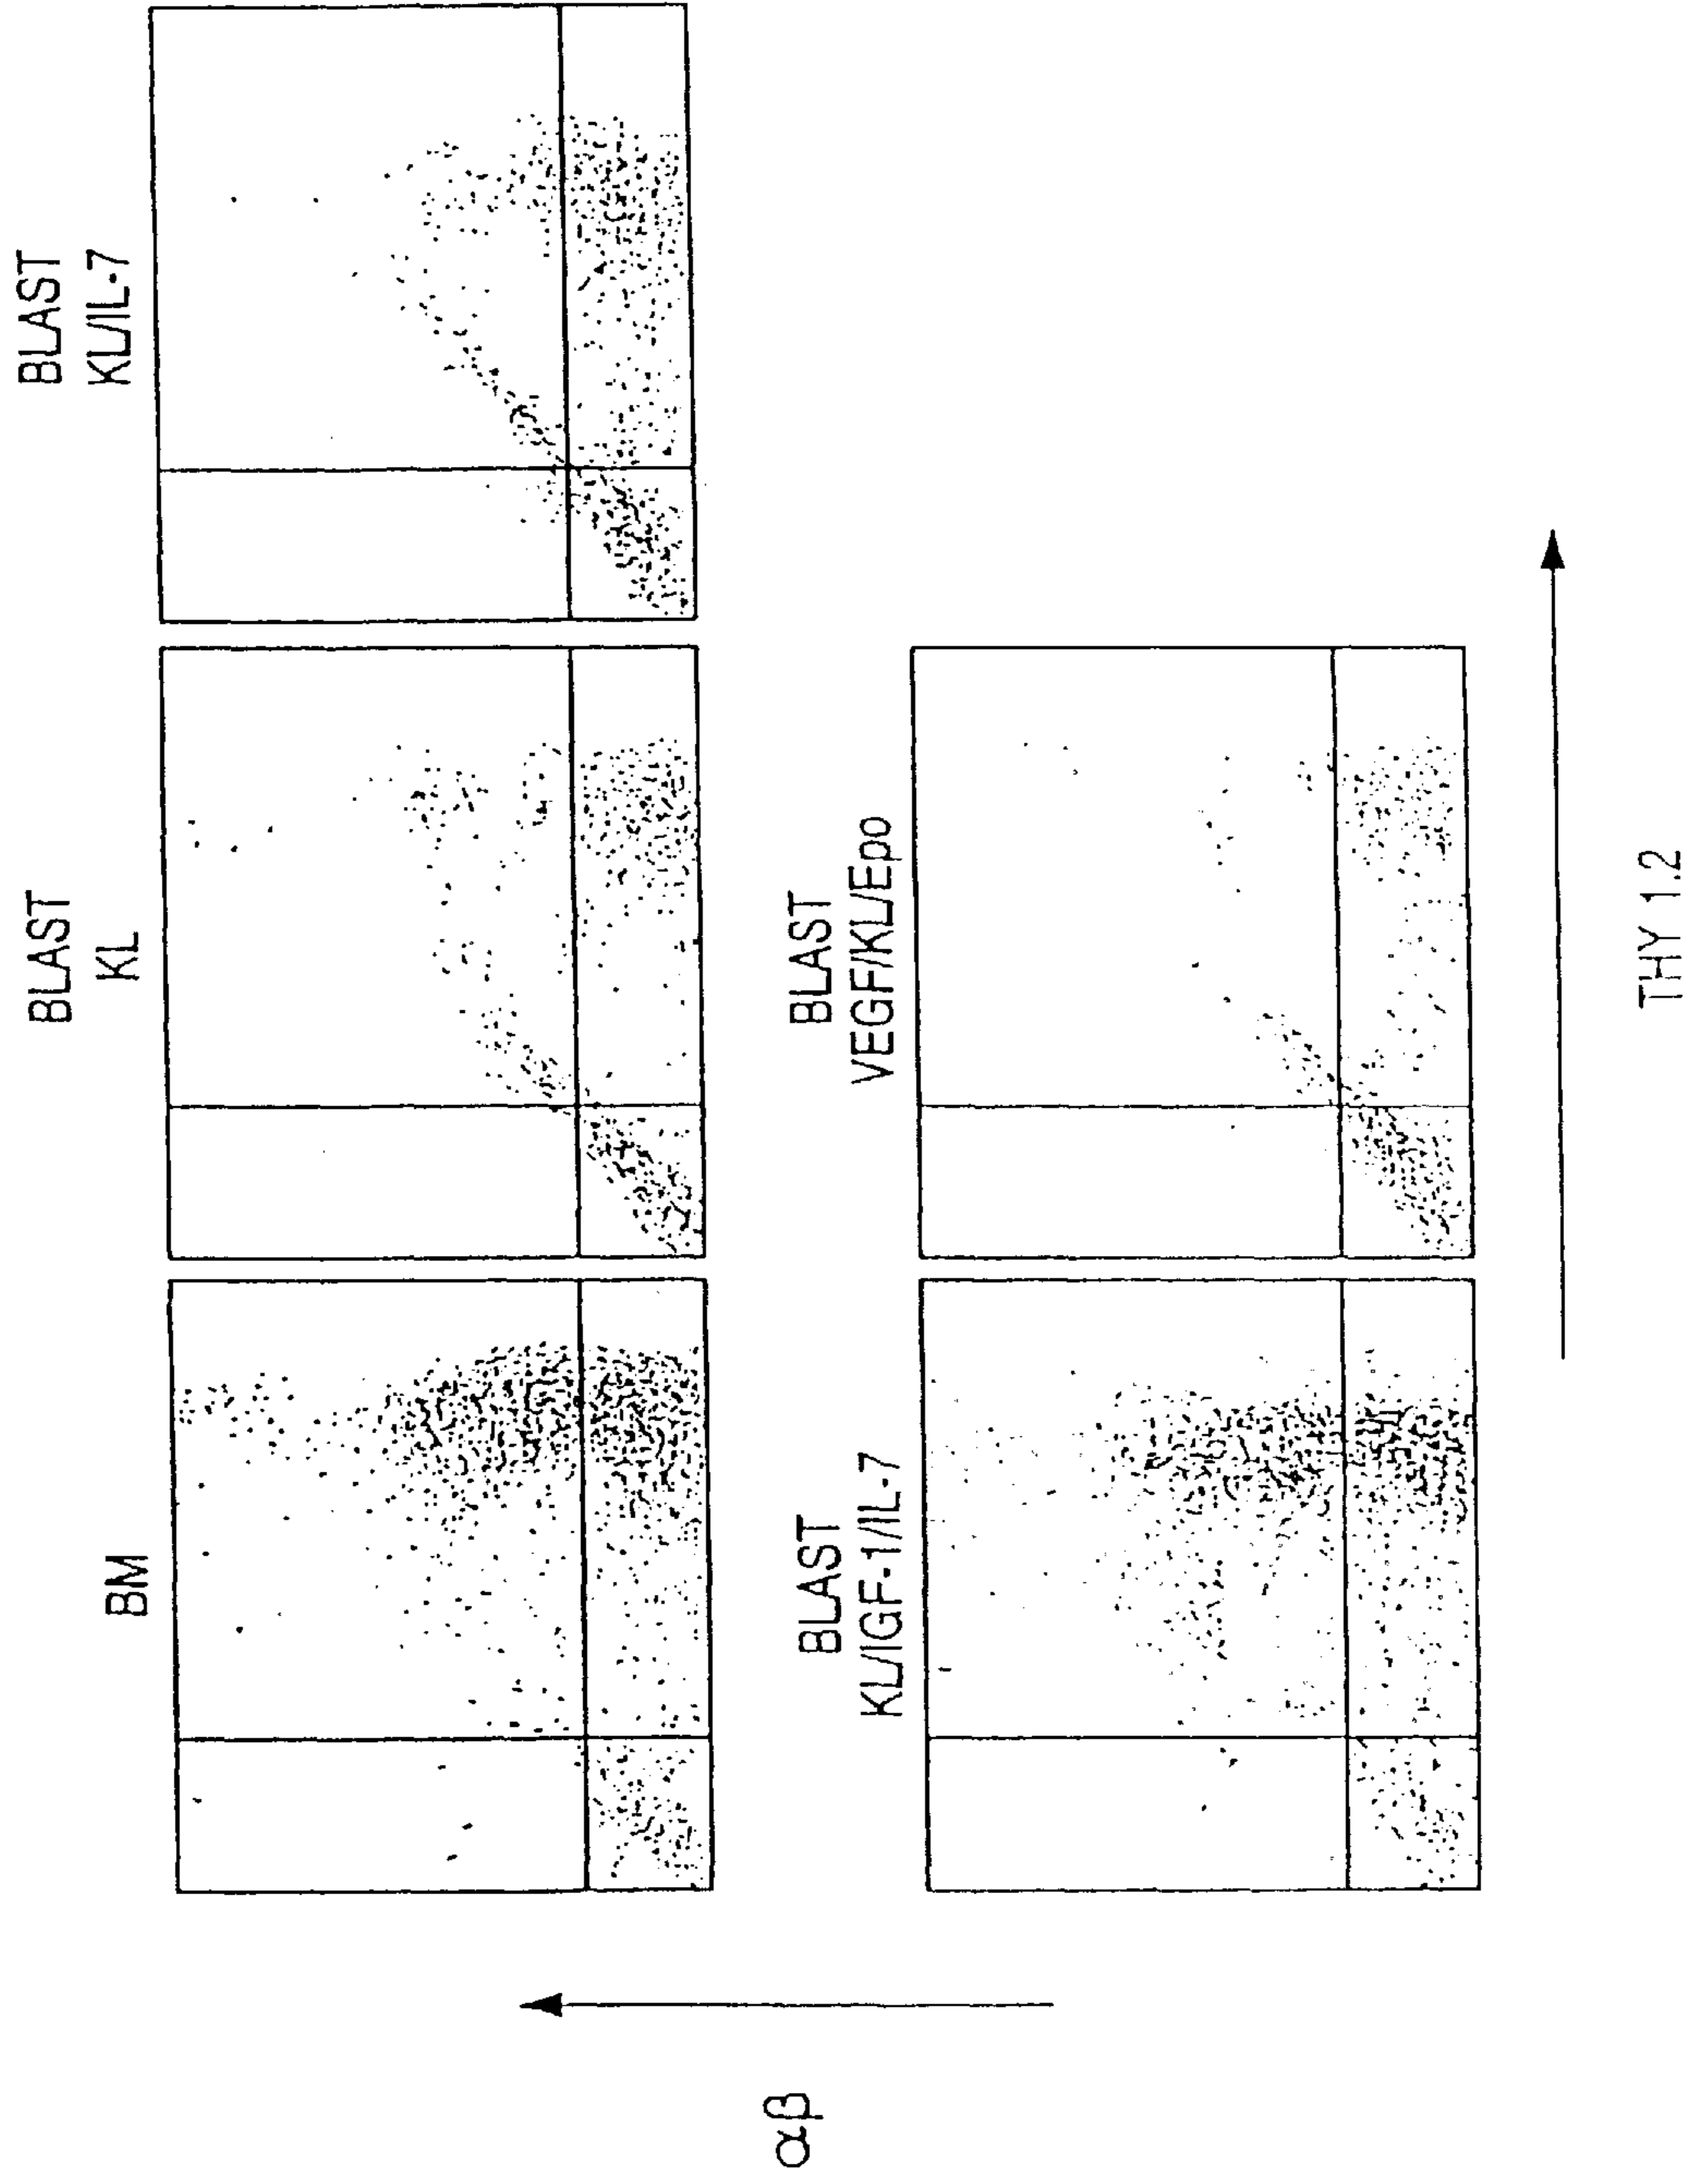 BM
BLAST
KL
BLAST
KL/IL-7
BLAST
KL/IGF-1/IL-7
BLAST
VEGF/KL/Epo
αβ
THY 1.2